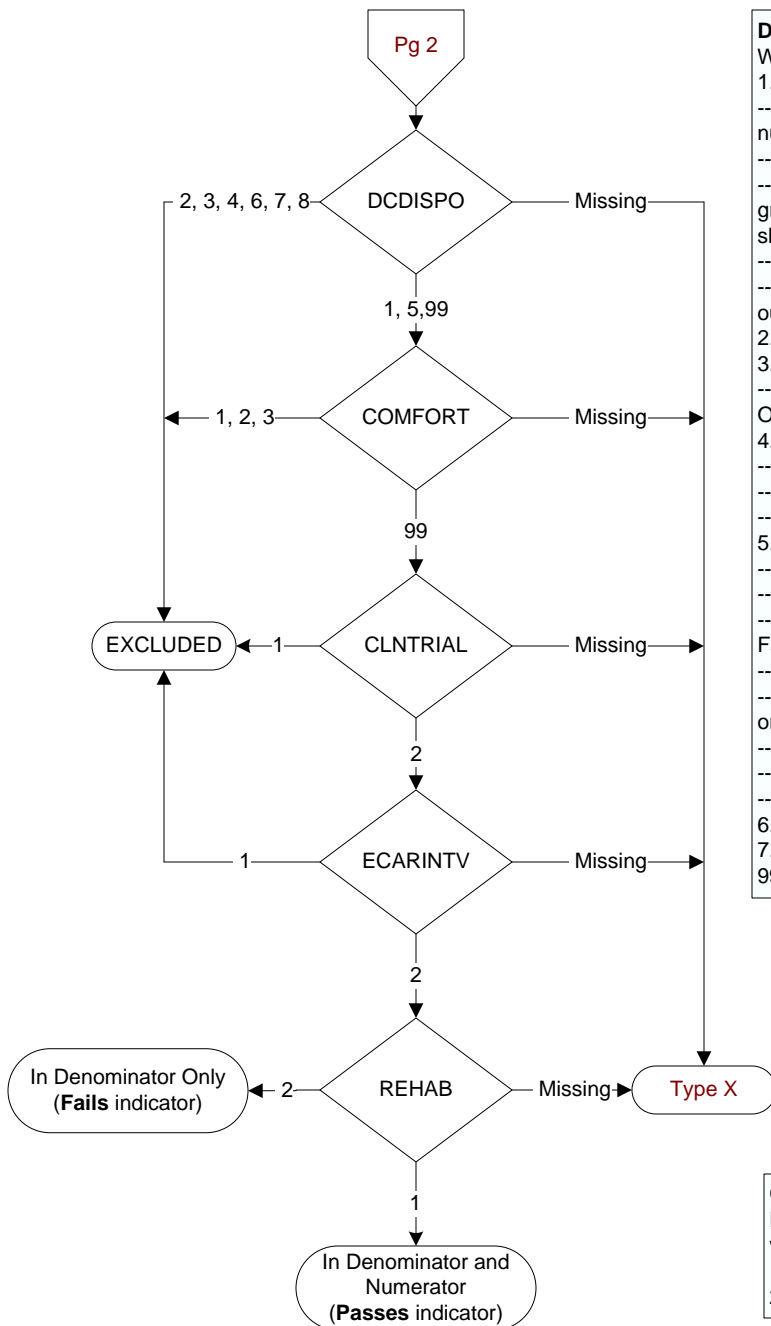 Pg 2
DCDISPO
2, 3, 4, 6, 7, 8
Missing
1, 5,99
COMFORT
1, 2, 3
Missing
99
CLNTRIAL
EXCLUDED
1
Missing
2
ECARINTV
1
Missing
2
REHAB
In Denominator Only
(Fails indicator)
2
Missing
Type X
1
In Denominator and
Numerator
(Passes indicator)